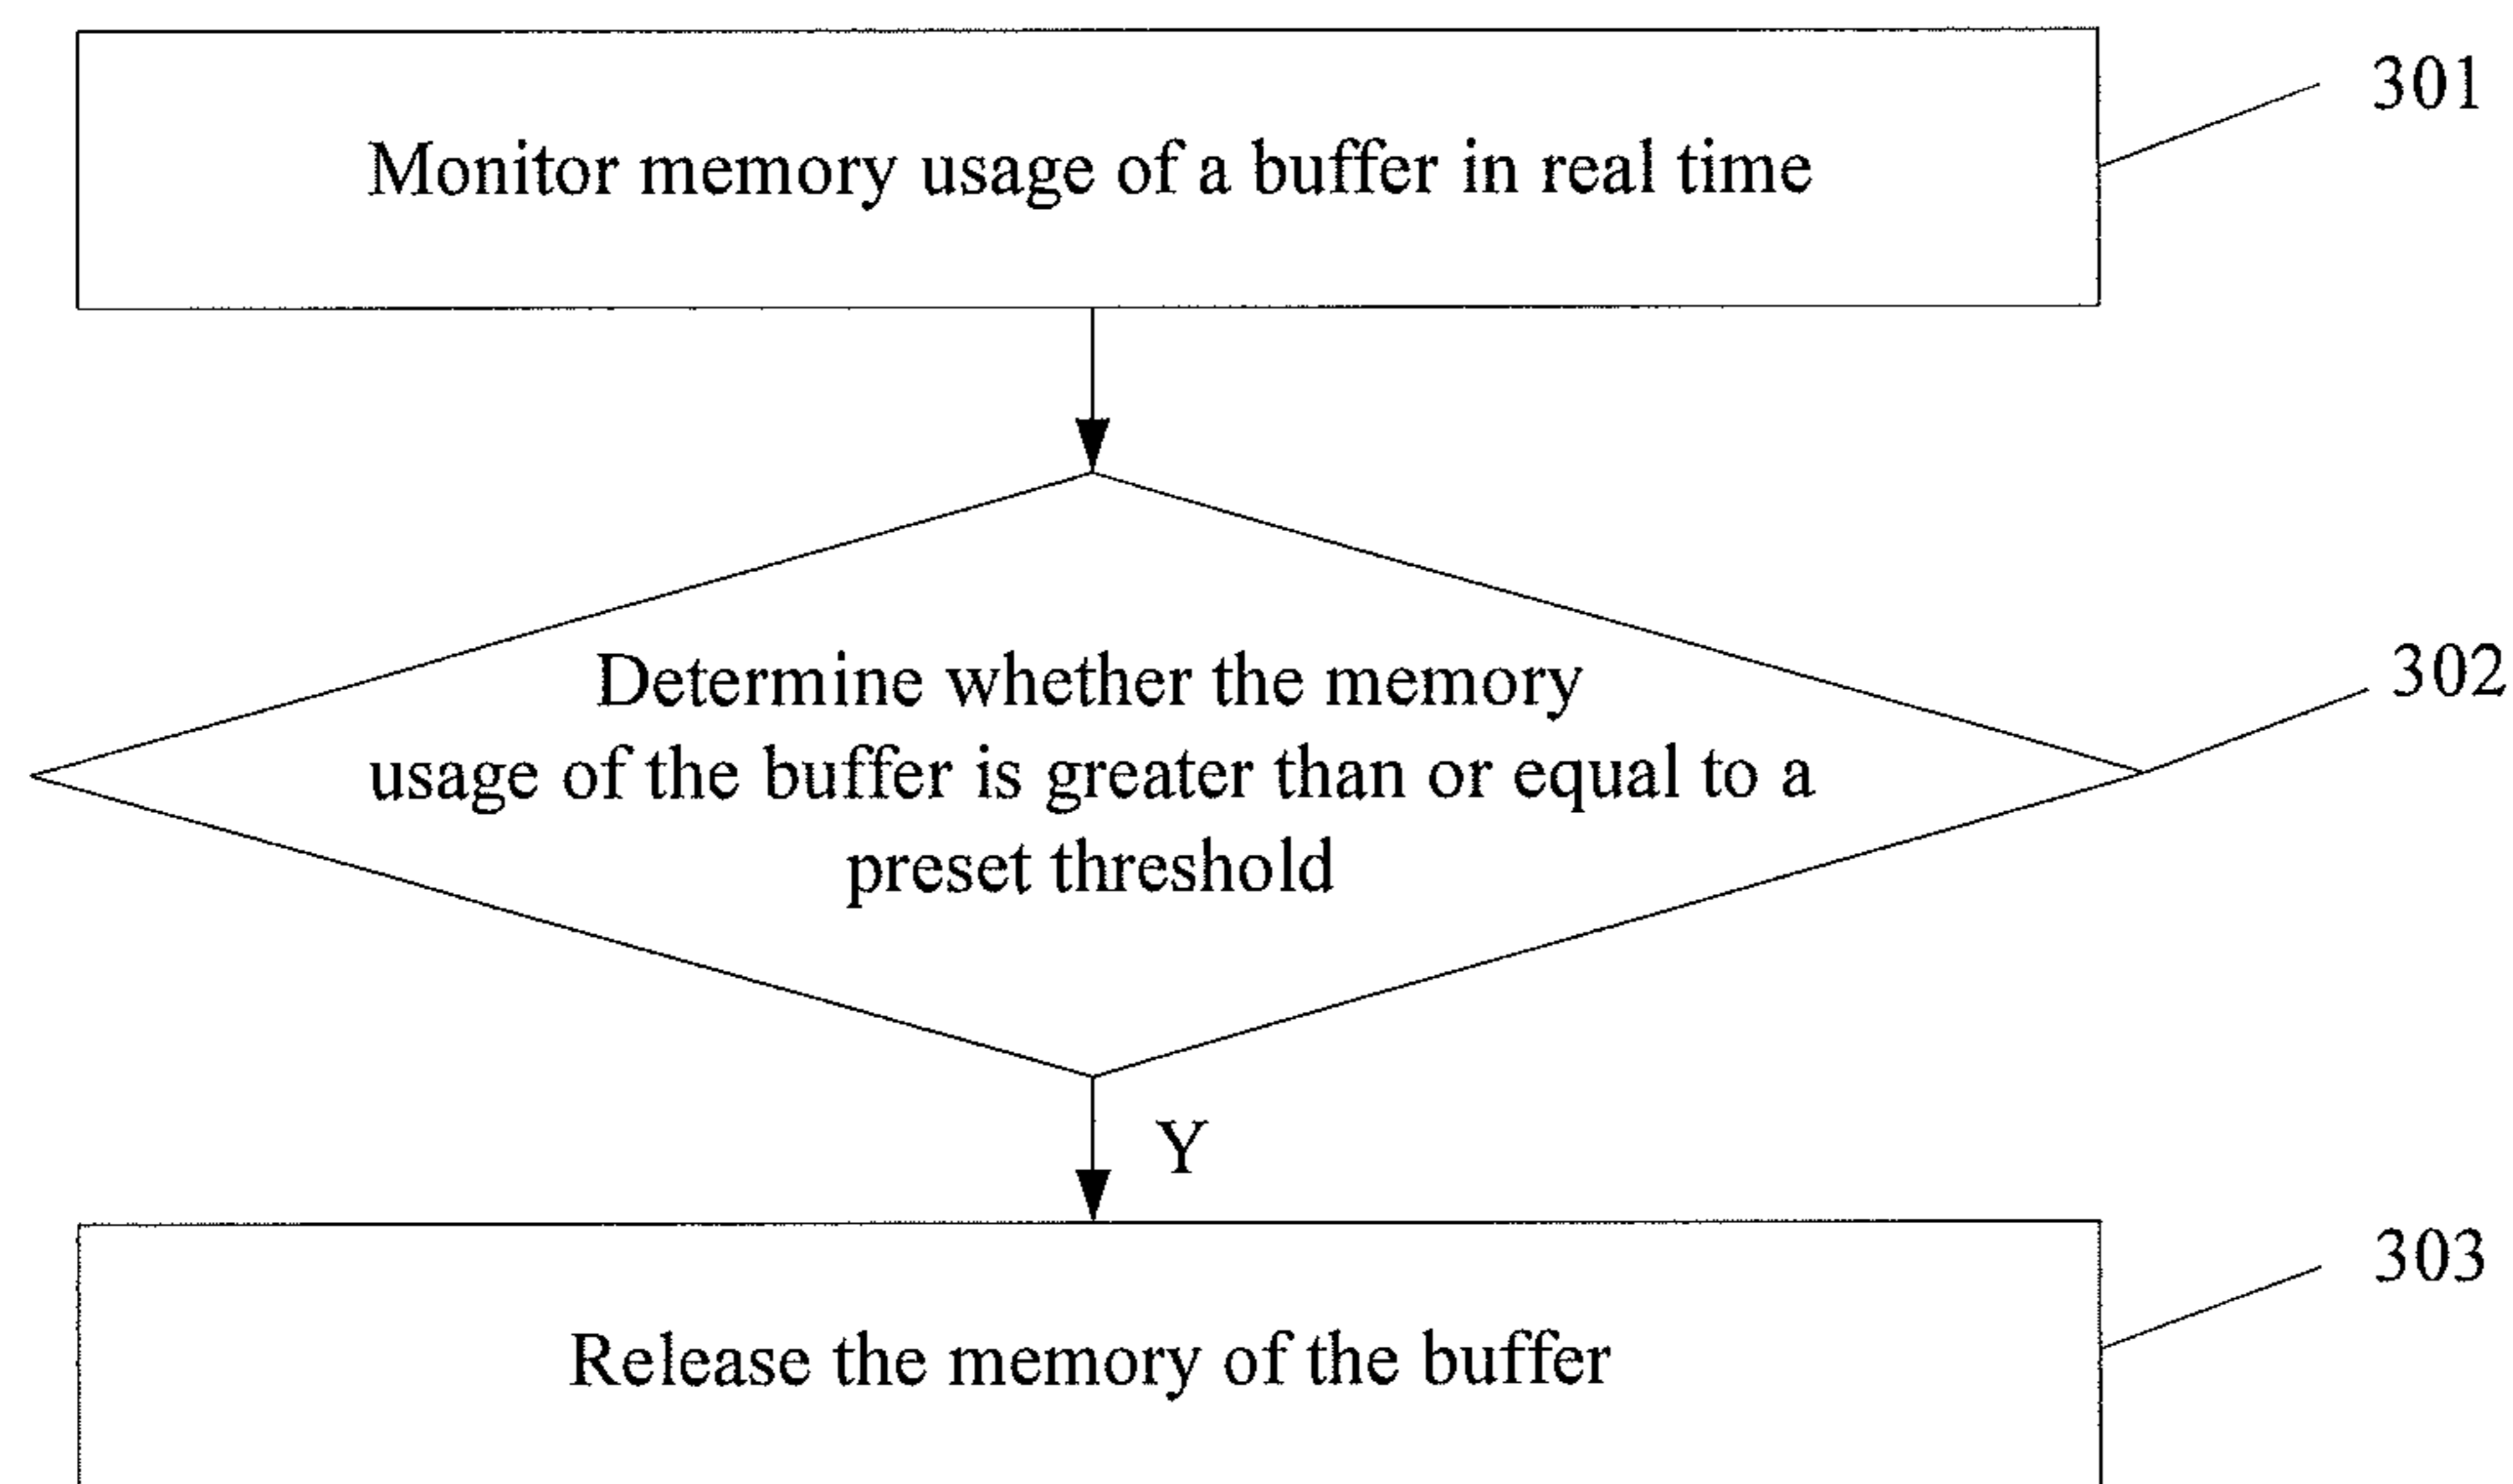 Monitor memory usage of a buffer in real time
301
Determine whether the memory
usage of the buffer is greater than or equal to a
preset threshold
302
Y
Release the memory of the buffer
303